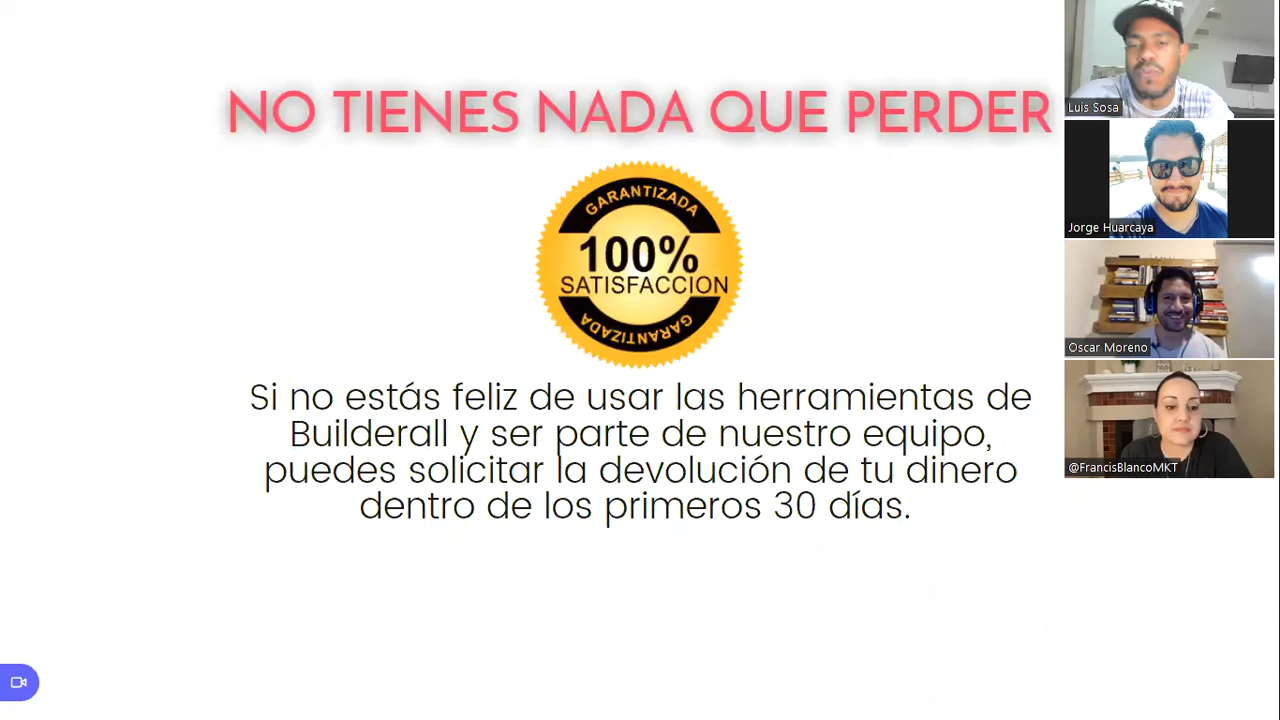 NO TIENES NADA QUE PERDER
GARANTIZADA
100%
SATISFACCION
GARANTIZADA
Si no estás feliz de usar las herramientas de
Builderall y ser parte de nuestro equipo,
puedes solicitar la devolución de tu dinero
dentro de los primeros 30 días.
Luis Sosa
Jorge Huarcaya
Oscar Moreno
@FrancisBlancoMKT